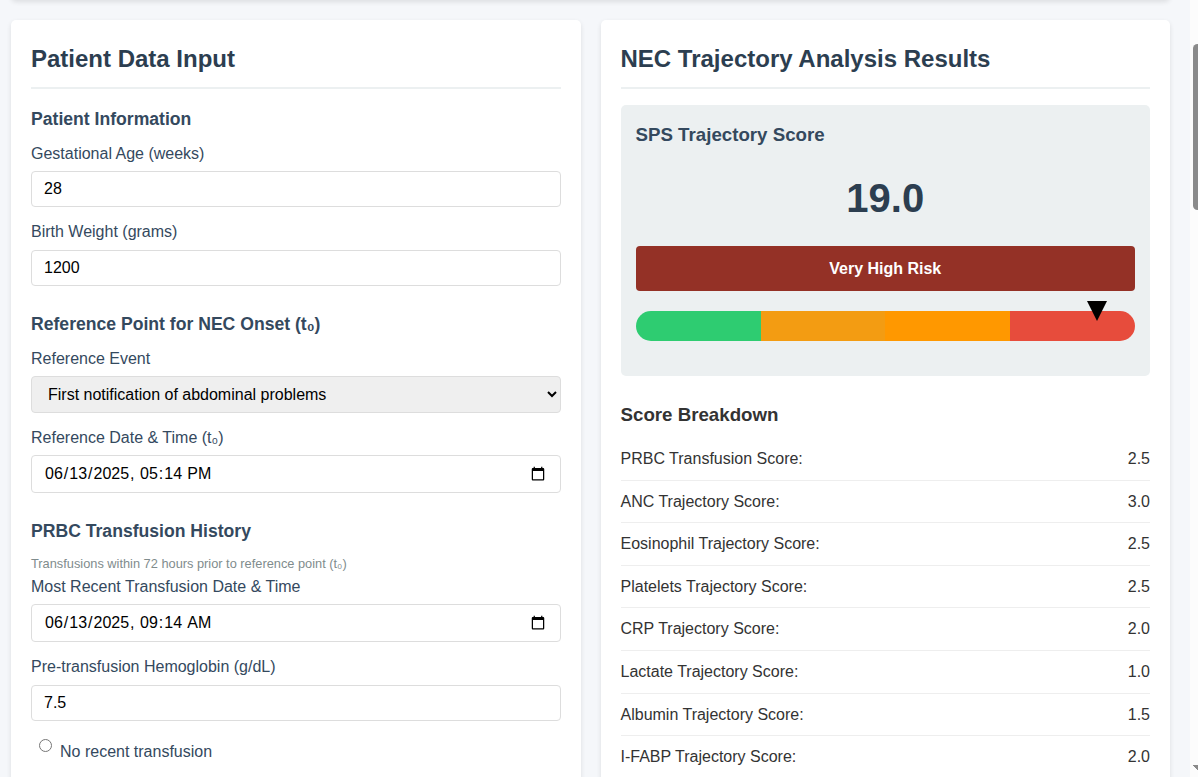 Patient Data Input
Patient Information
Gestational Age (weeks)
28
Birth Weight (grams)
1200
Reference Point for NEC Onset (t₀)
Reference Event
First notification of abdominal problems
Reference Date & Time (t₀)
06/13/2025, 05:14 PM
PRBC Transfusion History
Transfusions within 72 hours prior to reference point (t₀)
Most Recent Transfusion Date & Time
06/13/2025, 09:14 AM
Pre-transfusion Hemoglobin (g/dL)
7.5
No recent transfusion
NEC Trajectory Analysis Results
SPS Trajectory Score
19.0
Very High Risk
Score Breakdown
PRBC Transfusion Score: 2.5
ANC Trajectory Score: 3.0
Eosinophil Trajectory Score: 2.5
Platelets Trajectory Score: 2.5
CRP Trajectory Score: 2.0
Lactate Trajectory Score: 1.0
Albumin Trajectory Score: 1.5
I-FABP Trajectory Score: 2.0